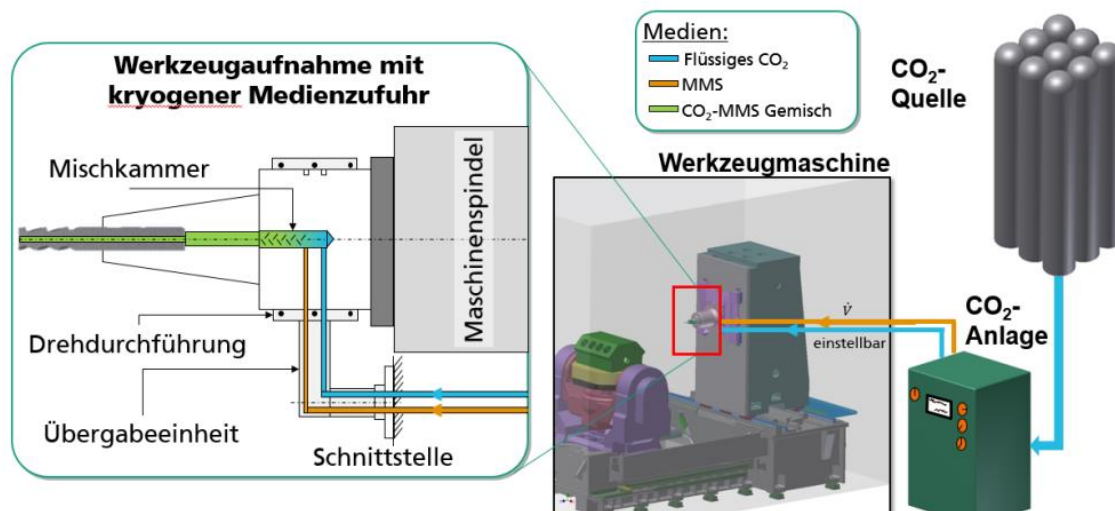 Werkzeugaufnahme mit
kryogener Medienzufuhr
Mischkammer
Maschinenspindel
Drehdurchführung
Übergabeeinheit
Schnittstelle
Medien:
Flüssiges CO₂
MMS
CO₂-MMS Gemisch
Werkzeugmaschine
V̇
einstellbar
CO₂-
Quelle
CO₂-
Anlage